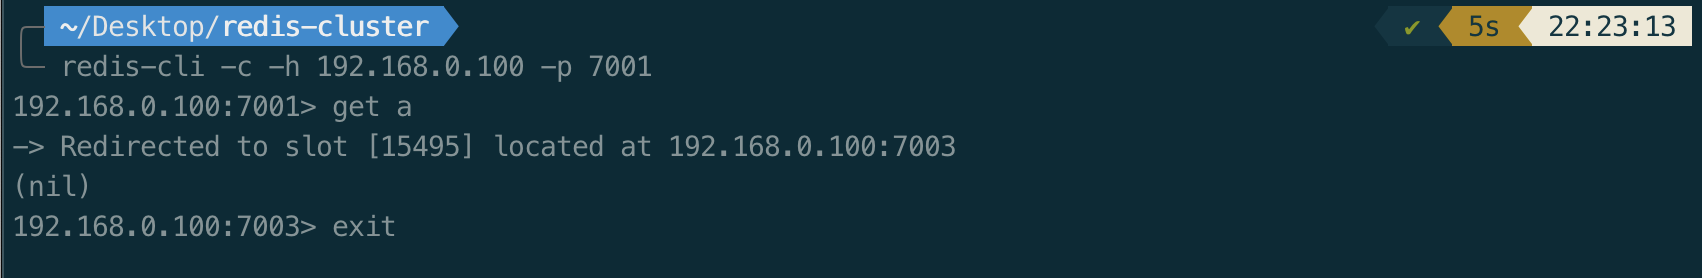 ~/Desktop/redis-cluster ✔ 5s 22:23:13
redis-cli -c -h 192.168.0.100 -p 7001
192.168.0.100:7001> get a
-> Redirected to slot [15495] located at 192.168.0.100:7003
(nil)
192.168.0.100:7003> exit